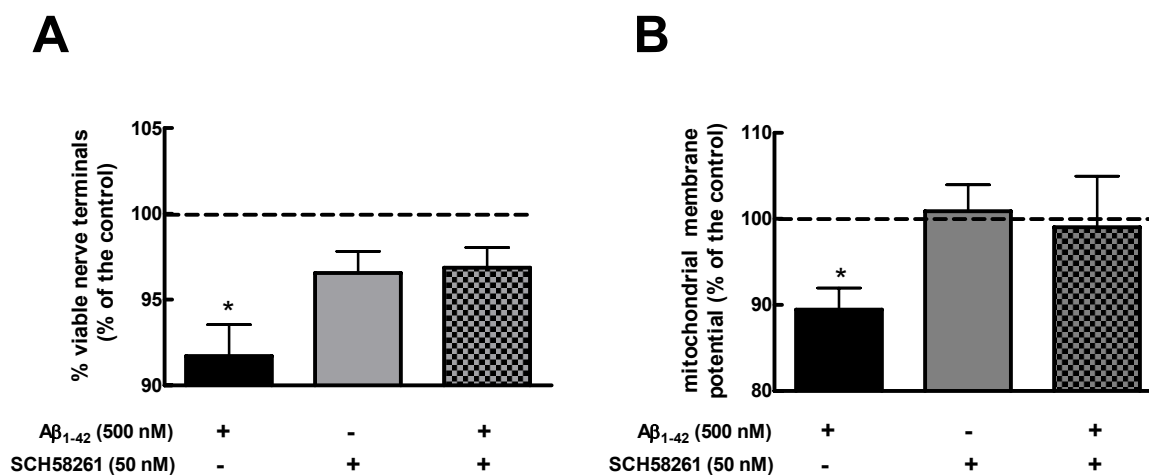 A
% viable nerve terminals
(% of the control)
105
100
95
90
*
Aβ1-42 (500 nM) + - +
SCH58261 (50 nM) - + +
B
mitochondrial membrane
potential (% of the control)
110
100
90
80
*
Aβ1-42 (500 nM) + - +
SCH58261 (50 nM) - + +